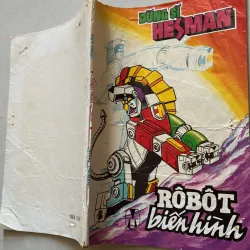 DŨNG SĨ
HESMAN
RÔBÔT
biến hình